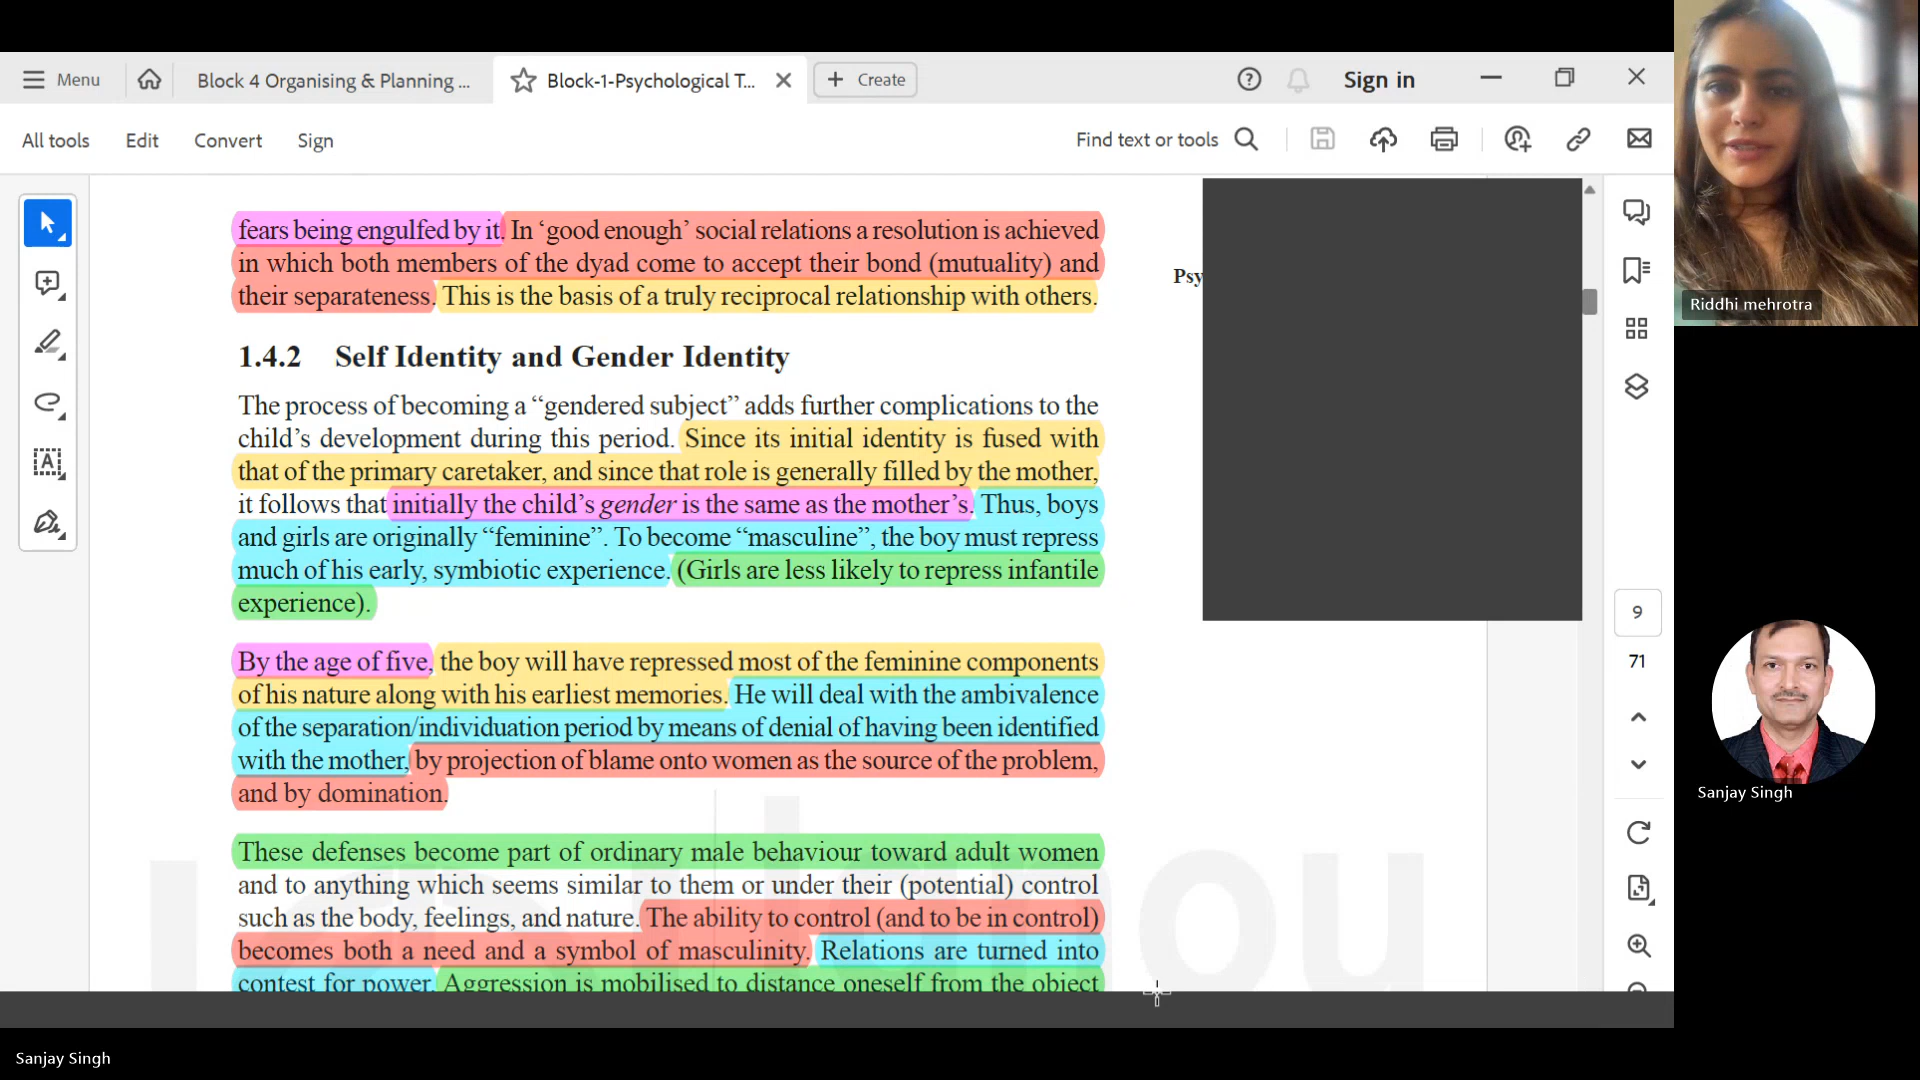 Menu
Block 4 Organising & Planning ...
Block-1-Psychological T...
Create
Sign in
All tools
Edit
Convert
Sign
Find text or tools
fears being engulfed by it. In ‘good enough’ social relations a resolution is achieved
in which both members of the dyad come to accept their bond (mutuality) and
their separateness. This is the basis of a truly reciprocal relationship with others.
Psy
1.4.2 Self Identity and Gender Identity
The process of becoming a “gendered subject” adds further complications to the
child’s development during this period. Since its initial identity is fused with
that of the primary caretaker, and since that role is generally filled by the mother,
it follows that initially the child’s gender is the same as the mother’s. Thus, boys
and girls are originally “feminine”. To become “masculine”, the boy must repress
much of his early, symbiotic experience. (Girls are less likely to repress infantile
experience).
By the age of five, the boy will have repressed most of the feminine components
of his nature along with his earliest memories. He will deal with the ambivalence
of the separation/individuation period by means of denial of having been identified
with the mother, by projection of blame onto women as the source of the problem,
and by domination.
These defenses become part of ordinary male behaviour toward adult women
and to anything which seems similar to them or under their (potential) control
such as the body, feelings, and nature. The ability to control (and to be in control)
becomes both a need and a symbol of masculinity. Relations are turned into
contest for power. Aggression is mobilised to distance oneself from the object
9
71
Riddhi mehrotra
Sanjay Singh
Sanjay Singh